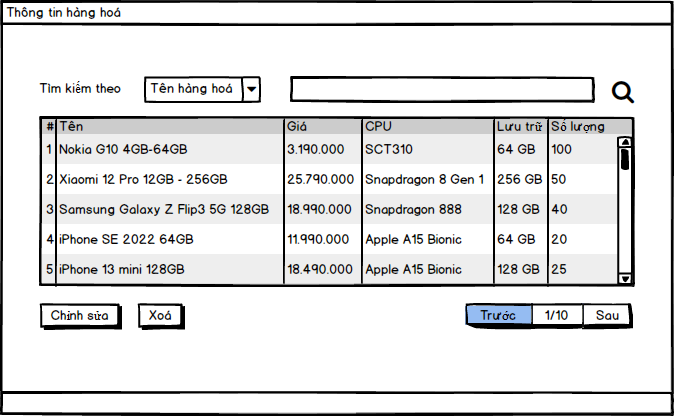 Thông tin hàng hoá
Tìm kiếm theo Tên hàng hoá
# Tên Giá CPU Lưu trữ Số lượng
1 Nokia G10 4GB-64GB 3.190.000 SCT310 64 GB 100
2 Xiaomi 12 Pro 12GB - 256GB 25.790.000 Snapdragon 8 Gen 1 256 GB 50
3 Samsung Galaxy Z Flip3 5G 128GB 18.990.000 Snapdragon 888 128 GB 40
4 iPhone SE 2022 64GB 11.990.000 Apple A15 Bionic 64 GB 20
5 iPhone 13 mini 128GB 18.490.000 Apple A15 Bionic 128 GB 25
Chỉnh sửa Xoá Trước 1/10 Sau